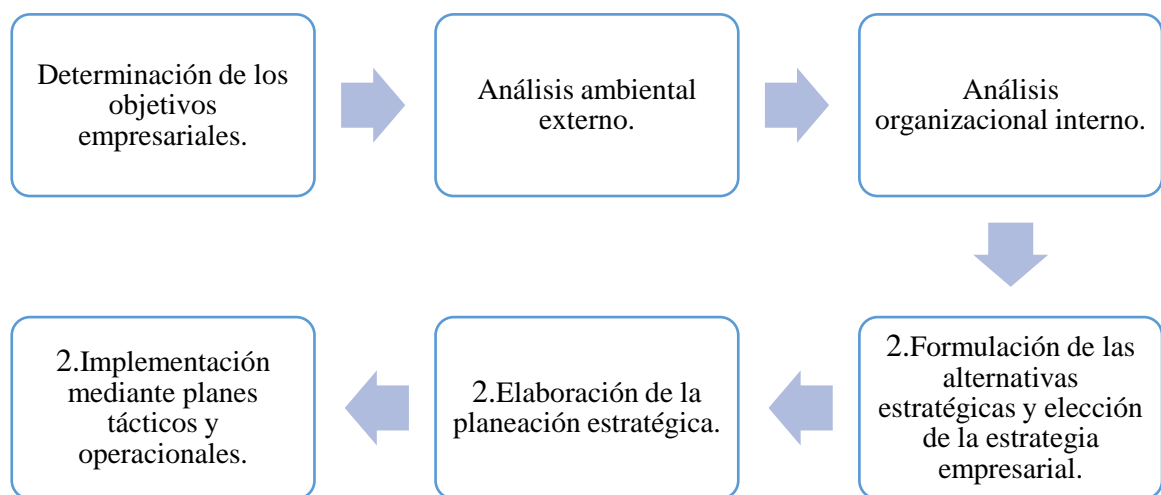 Determinación de los
objetivos
empresariales.
Análisis ambiental
externo.
Análisis
organizacional interno.
2.Formulación de las
alternativas
estratégicas y elección
de la estrategia
empresarial.
2.Elaboración de la
planeación estratégica.
2.Implementación
mediante planes
tácticos y
operacionales.